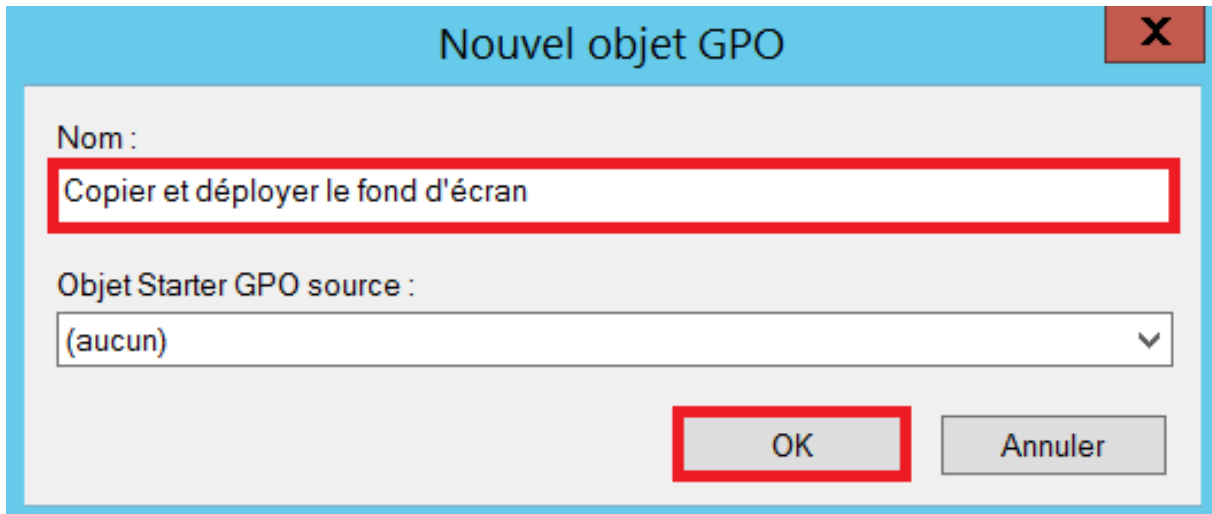 Nouvel objet GPO
X
Nom :
Copier et déployer le fond d'écran
Objet Starter GPO source :
(aucun)
OK
Annuler